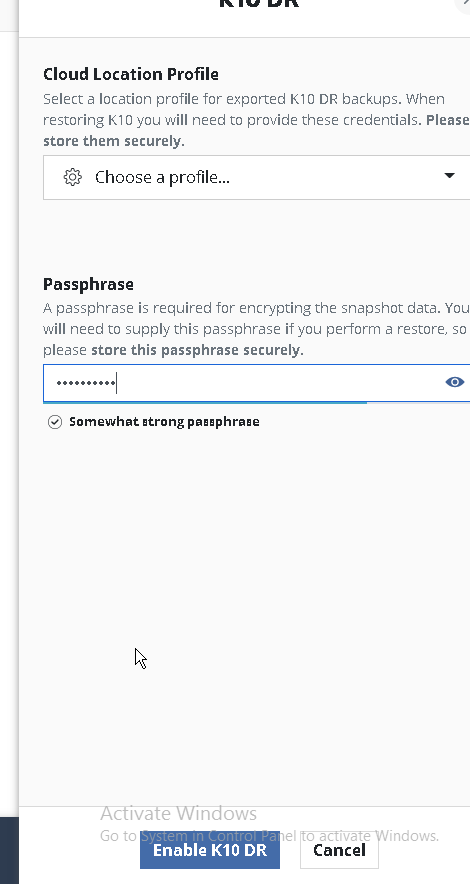 K10 DR
Cloud Location Profile
Select a location profile for exported K10 DR backups. When
restoring K10 you will need to provide these credentials. Please
store them securely.
Choose a profile...
Passphrase
A passphrase is required for encrypting the snapshot data. You
will need to supply this passphrase if you perform a restore, so
please store this passphrase securely.
••••••••••
Somewhat strong passphrase
Activate Windows
Go to System in Control Panel to activate Windows.
Enable K10 DR
Cancel